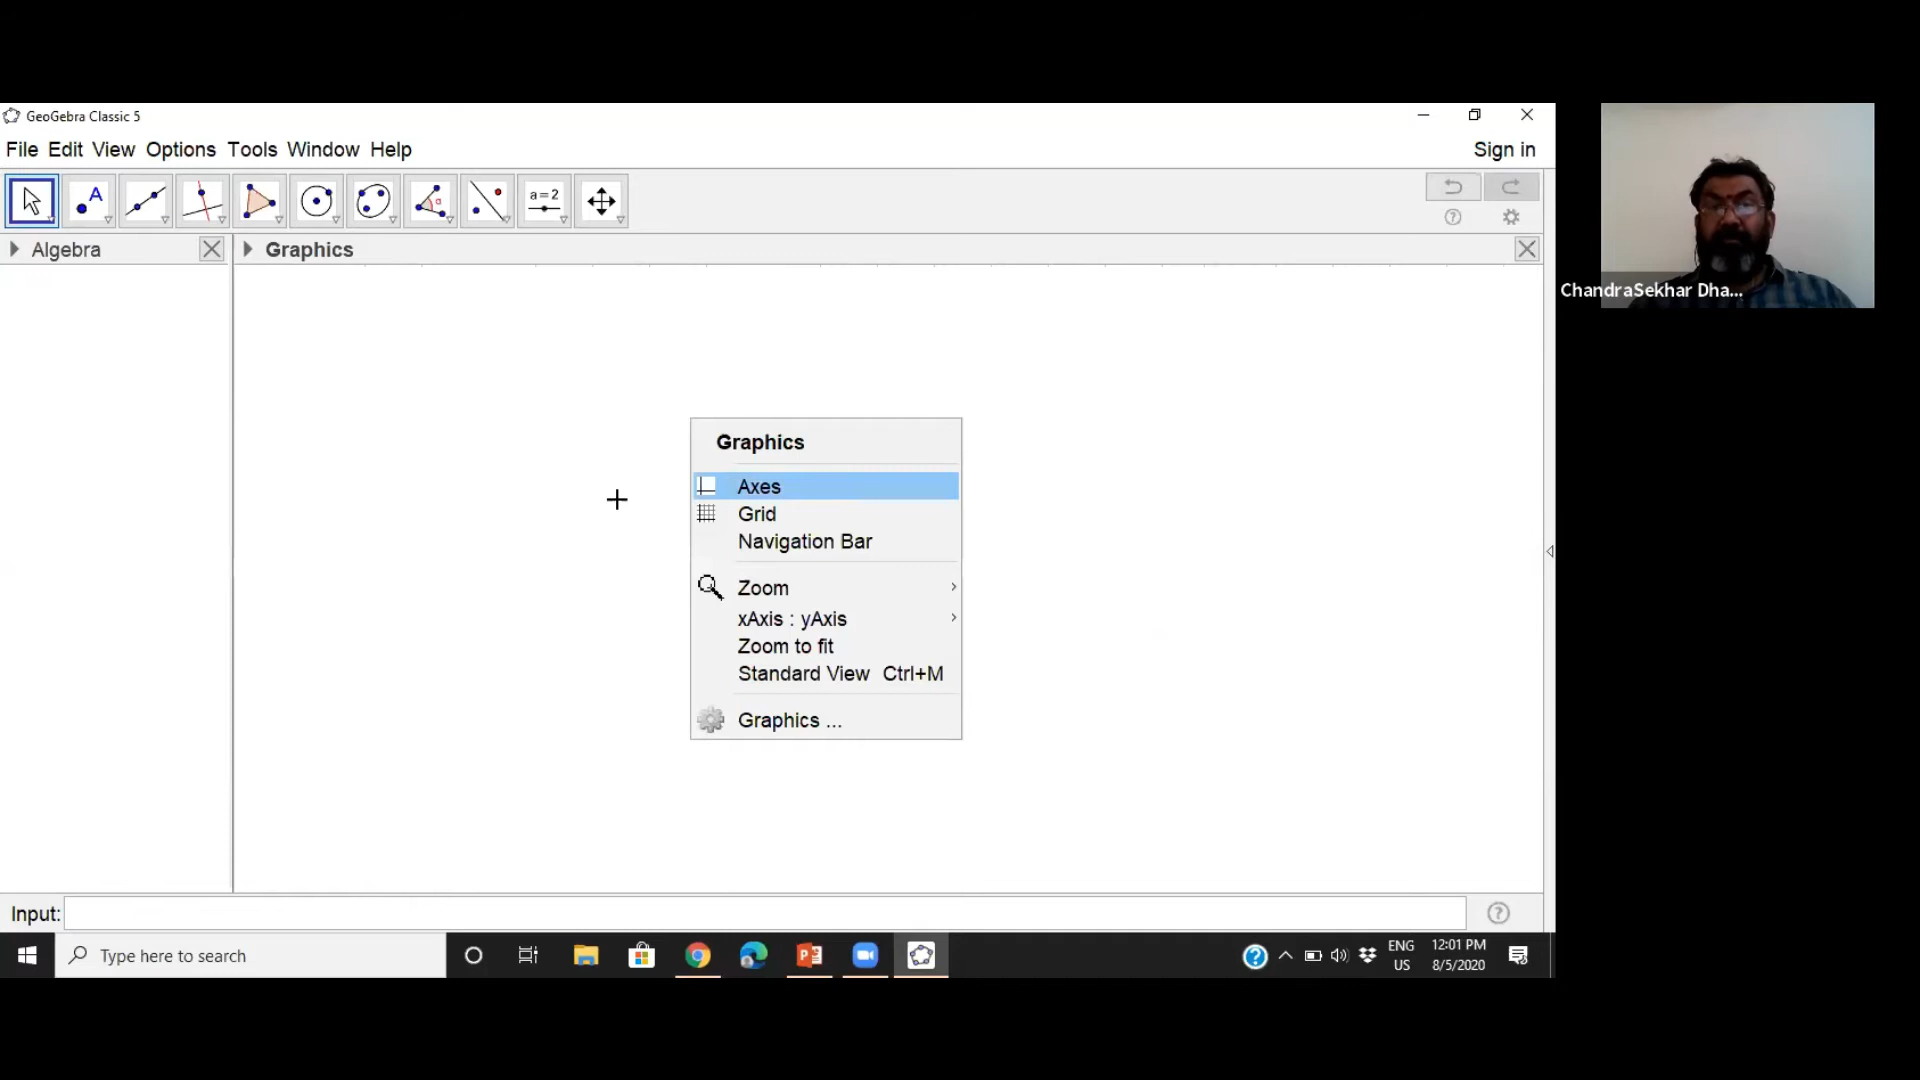 GeoGebra Classic 5
File Edit View Options Tools Window Help
Sign in
A
α
a=2
Algebra
Graphics
ChandraSekhar Dha...
Graphics
Axes
Grid
Navigation Bar
Zoom
xAxis : yAxis
Zoom to fit
Standard View Ctrl+M
Graphics ...
Input:
Type here to search
ENG
US
12:01 PM
8/5/2020